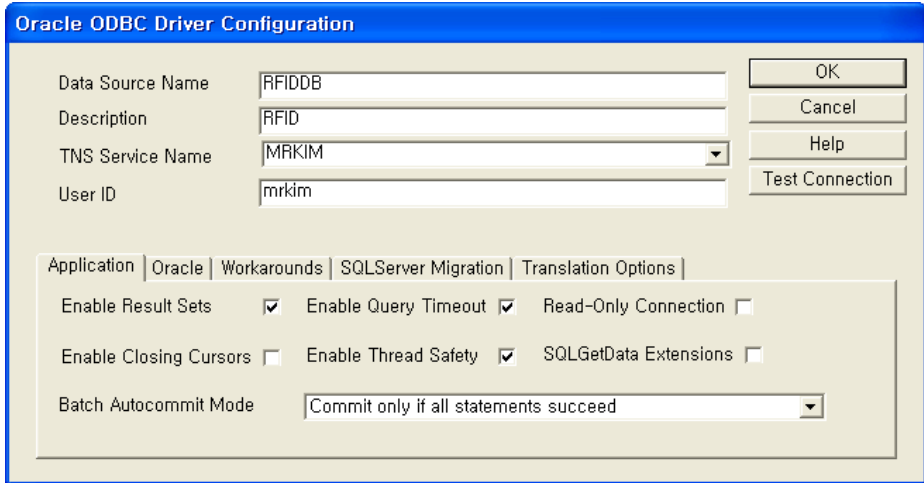 Oracle ODBC Driver Configuration
Data Source Name RFIDDB OK
Description RFID Cancel
TNS Service Name MRKIM Help
User ID mrkim Test Connection
Application Oracle Workarounds SQLServer Migration Translation Options
Enable Result Sets Enable Query Timeout Read-Only Connection
Enable Closing Cursors Enable Thread Safety SQLGetData Extensions
Batch Autocommit Mode Commit only if all statements succeed